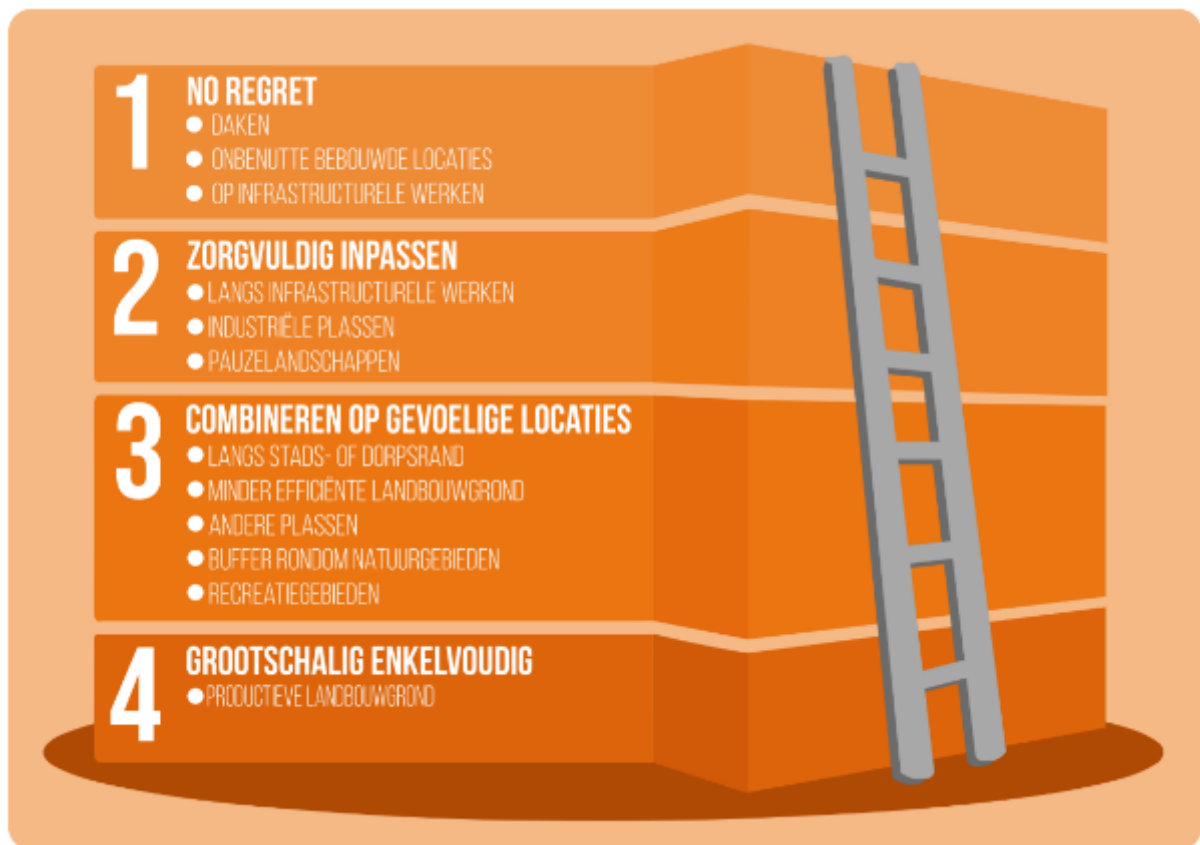 1
NO REGRET
● DAKEN
● ONBENUTTE BEBOUWDE LOCATIES
● OP INFRASTRUCTURELE WERKEN
2
ZORGVULDIG INPASSEN
● LANGS INFRASTRUCTURELE WERKEN
● INDUSTRIËLE PLASSEN
● PAUZELANDSCHAPPEN
3
COMBINEREN OP GEVOELIGE LOCATIES
● LANGS STADS- OF DORPSRAND
● MINDER EFFICIËNTE LANDBOUWGROND
● ANDERE PLASSEN
● BUFFER RONDOM NATUURGEBIEDEN
● RECREATIEGEBIEDEN
4
GROOTSCHALIG ENKELVOUDIG
● PRODUCTIEVE LANDBOUWGROND